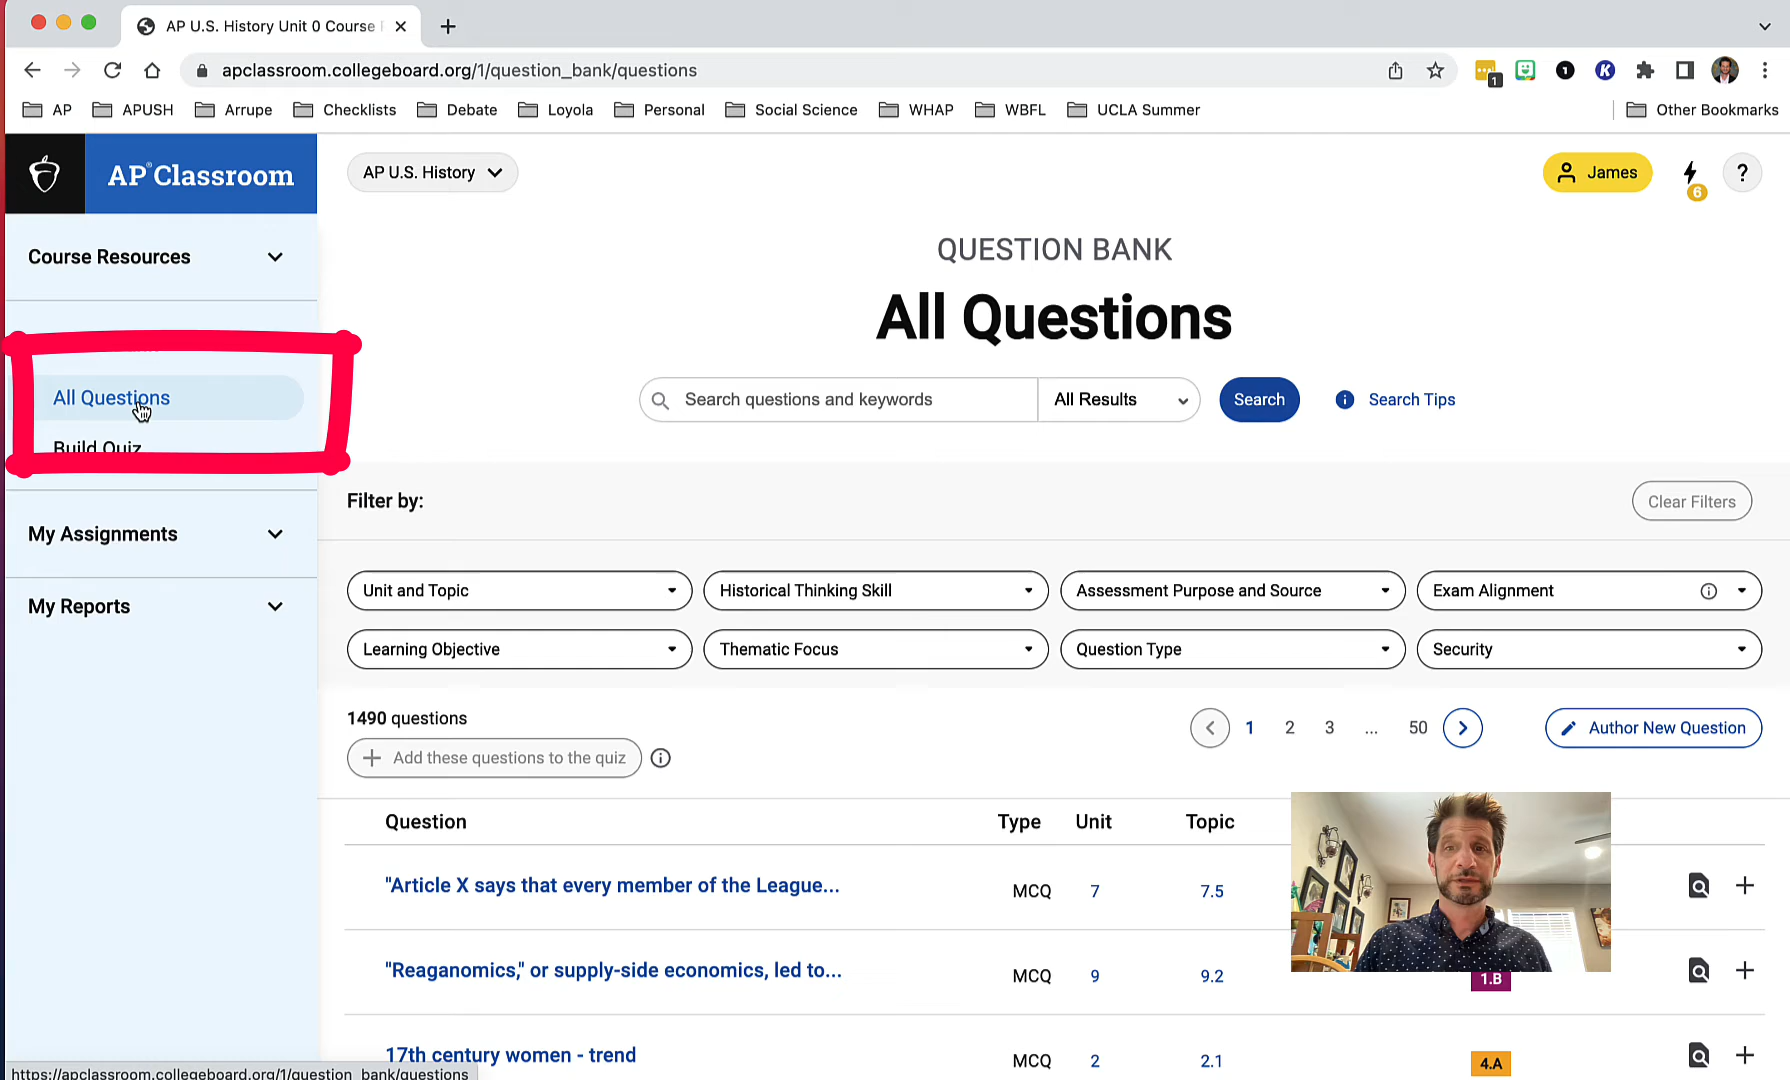 AP U.S. History Unit 0 Course
apclassroom.collegeboard.org/1/question_bank/questions
1
1
K
AP
APUSH
Arrupe
Checklists
Debate
Loyola
Personal
Social Science
WHAP
WBFL
UCLA Summer
Other Bookmarks
AP® Classroom
AP U.S. History
James
6
?
Course Resources
All Questions
Build Quiz
My Assignments
My Reports
QUESTION BANK
All Questions
Search questions and keywords
All Results
Search
Search Tips
Filter by:
Clear Filters
Unit and Topic
Historical Thinking Skill
Assessment Purpose and Source
Exam Alignment
Learning Objective
Thematic Focus
Question Type
Security
1490 questions
1 2 3 ... 50
Author New Question
Add these questions to the quiz
Question Type Unit Topic
"Article X says that every member of the League... MCQ 7 7.5
"Reaganomics," or supply-side economics, led to... MCQ 9 9.2 1.B
17th century women - trend MCQ 2 2.1 4.A
https://apclassroom.collegeboard.org/1/question_bank/questions